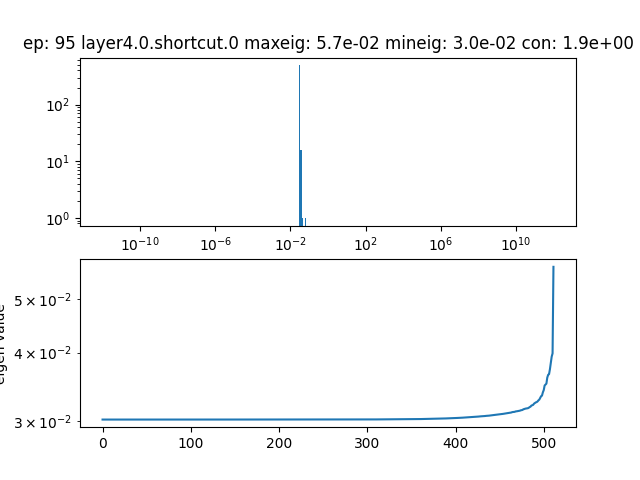 ep: 95 layer4.0.shortcut.0 maxeig: 5.7e-02 mineig: 3.0e-02 con: 1.9e+00
10²
10¹
10⁰
10⁻¹⁰ 10⁻⁶ 10⁻² 10² 10⁶ 10¹⁰
eigen value
5 × 10⁻²
4 × 10⁻²
3 × 10⁻²
0 100 200 300 400 500